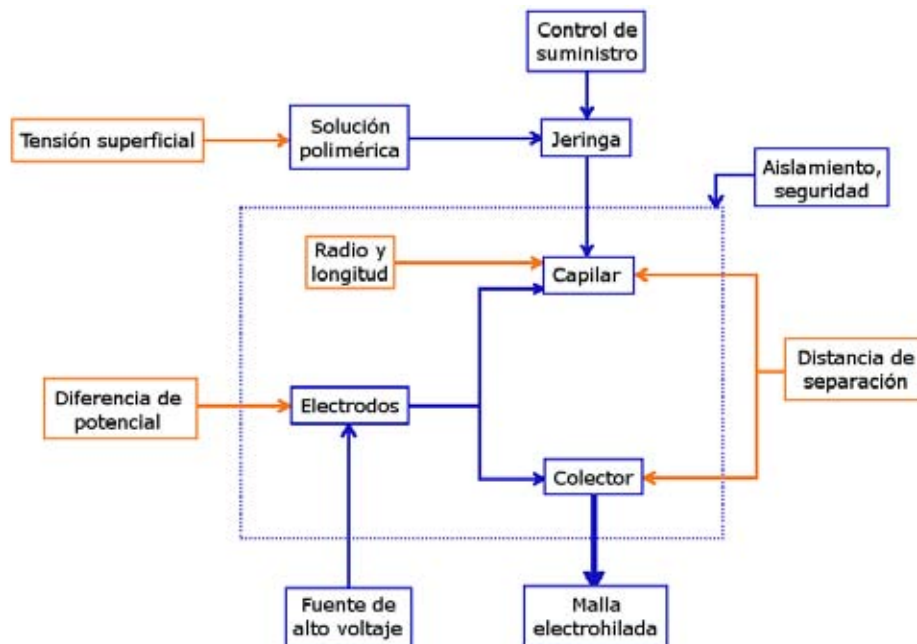 Control de
suministro
Tensión superficial
Solución
polimérica
Jeringa
Aislamiento,
seguridad
Radio y
longitud
Capilar
Distancia de
separación
Diferencia de
potencial
Electrodos
Colector
Fuente de
alto voltaje
Malla
electrohilada